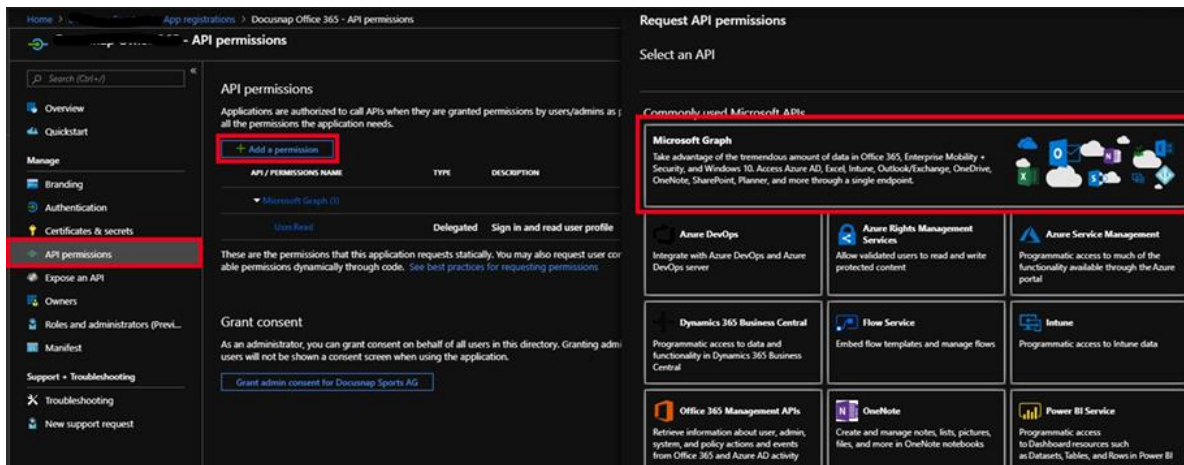 Home > App registrations > Docusnap Office 365 - API permissions
- API permissions
Search (Ctrl+/)
«
Overview
Quickstart
Manage
Branding
Authentication
Certificates & secrets
API permissions
Expose an API
Owners
Roles and administrators (Previ...
Manifest
Support + Troubleshooting
Troubleshooting
New support request
API permissions
Applications are authorized to call APIs when they are granted permissions by users/admins as
all the permissions the application needs.
+ Add a permission
API / PERMISSIONS NAME TYPE DESCRIPTION
Microsoft Graph (1)
User.Read Delegated Sign in and read user profile
These are the permissions that this application requests statically. You may also request user
able permissions dynamically through code. See best practices for requesting permissions
Grant consent
As an administrator, you can grant consent on behalf of all users in this directory. Granting
users will not be shown a consent screen when using the application.
Grant admin consent for Docusnap Sports AG
Request API permissions
Select an API
Commonly used Microsoft APIs
Microsoft Graph
Take advantage of the tremendous amount of data in Office 365, Enterprise Mobility +
Security, and Windows 10. Access Azure AD, Excel, Intune, Outlook/Exchange, OneDrive,
OneNote, SharePoint, Planner, and more through a single endpoint.
Azure DevOps
Integrate with Azure DevOps and Azure
DevOps server
Azure Rights Management
Services
Allow validated users to read and write
protected content
Azure Service Management
Programmatic access to much of the
functionality available through the Azure
portal
Dynamics 365 Business Central
Programmatic access to data and
functionality in Dynamics 365 Business
Central
Flow Service
Embed flow templates and manage flows
Intune
Programmatic access to Intune data
Office 365 Management APIs
Retrieve information about user, admin,
system, and policy actions and events
from Office 365 and Azure AD activity
OneNote
Create and manage notes, lists, pictures,
files, and more in OneNote notebooks
Power BI Service
Programmatic access
to Dashboard resources such
as Datasets, Tables, and Rows in Power BI